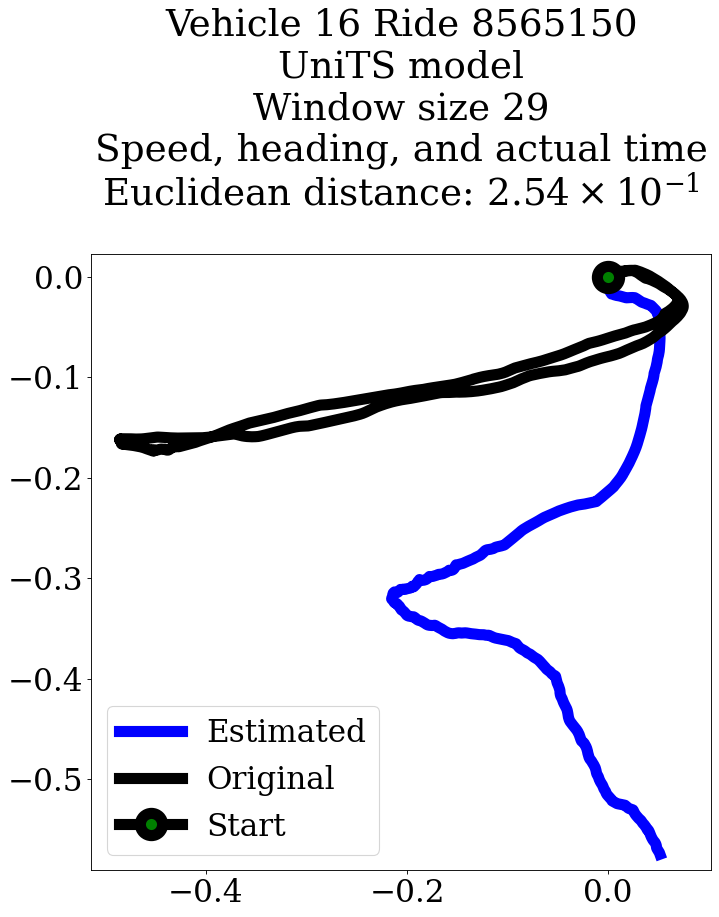 Vehicle 16 Ride 8565150
UniTS model
Window size 29
Speed, heading, and actual time
Euclidean distance: 2.54 × 10⁻¹
0.0
−0.1
−0.2
−0.3
−0.4
−0.5
Estimated
Original
Start
−0.4 −0.2 0.0